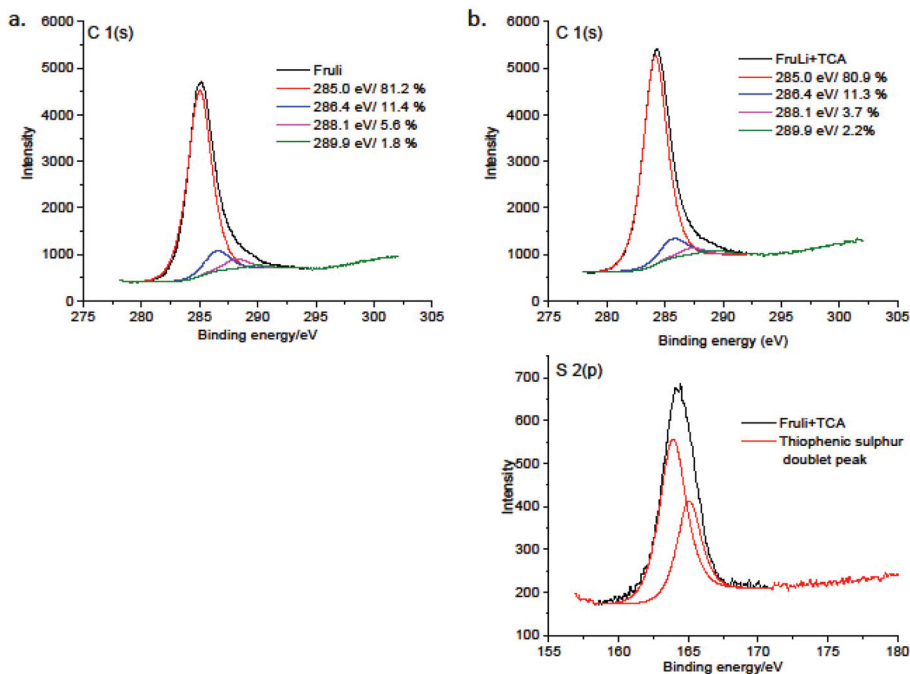 a.
C 1(s)
6000
5000
4000
3000
2000
1000
0
Intensity
Fruli
285.0 eV/ 81.2 %
286.4 eV/ 11.4 %
288.1 eV/ 5.6 %
289.9 eV/ 1.8 %
275 280 285 290 295 300 305
Binding energy/eV
b.
C 1(s)
6000
5000
4000
3000
2000
1000
0
Intensity
FruLi+TCA
285.0 eV/ 80.9 %
286.4 eV/ 11.3 %
288.1 eV/ 3.7 %
289.9 eV/ 2.2%
275 280 285 290 295 300 305
Binding energy (eV)
S 2(p)
700
600
500
400
300
200
100
Intensity
Fruli+TCA
Thiophenic sulphur
doublet peak
155 160 165 170 175 180
Binding energy/eV